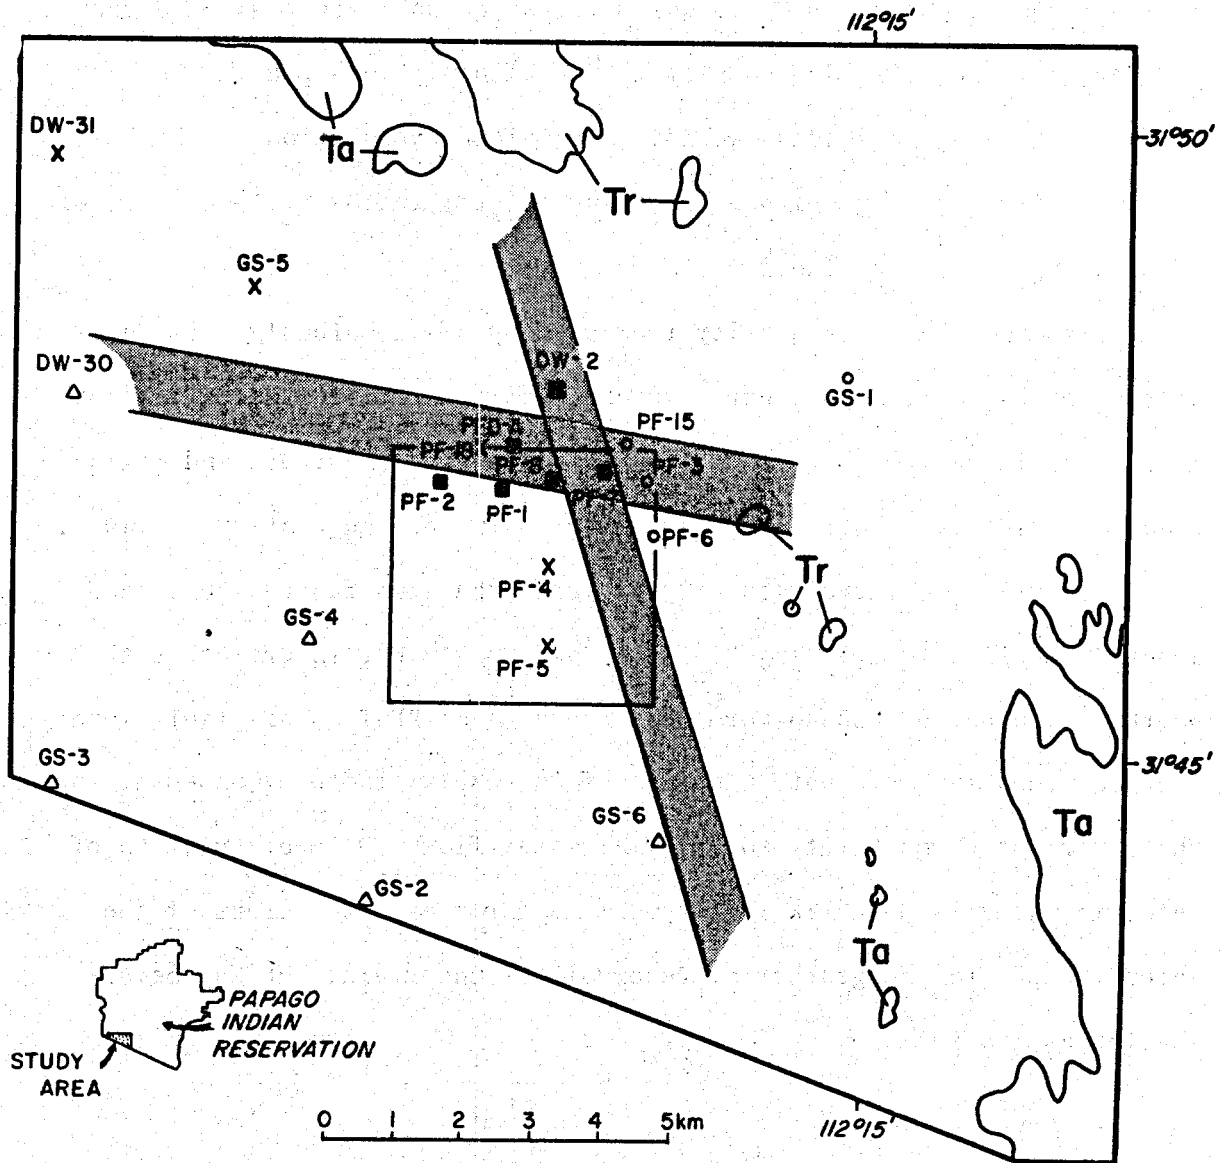 112°15'
DW-31
X
31°50'
Ta
Tr
GS-5
X
DW-30
DW-2
GS-1
PF-15
PF-18
PF-3
PF-2
PF-1
PF-7
PF-6
X
PF-4
Tr
GS-4
X
PF-5
GS-3
31°45'
GS-6
Ta
GS-2
Ta
PAPAGO
INDIAN
RESERVATION
STUDY
AREA
0 1 2 3 4 5km
112°15'